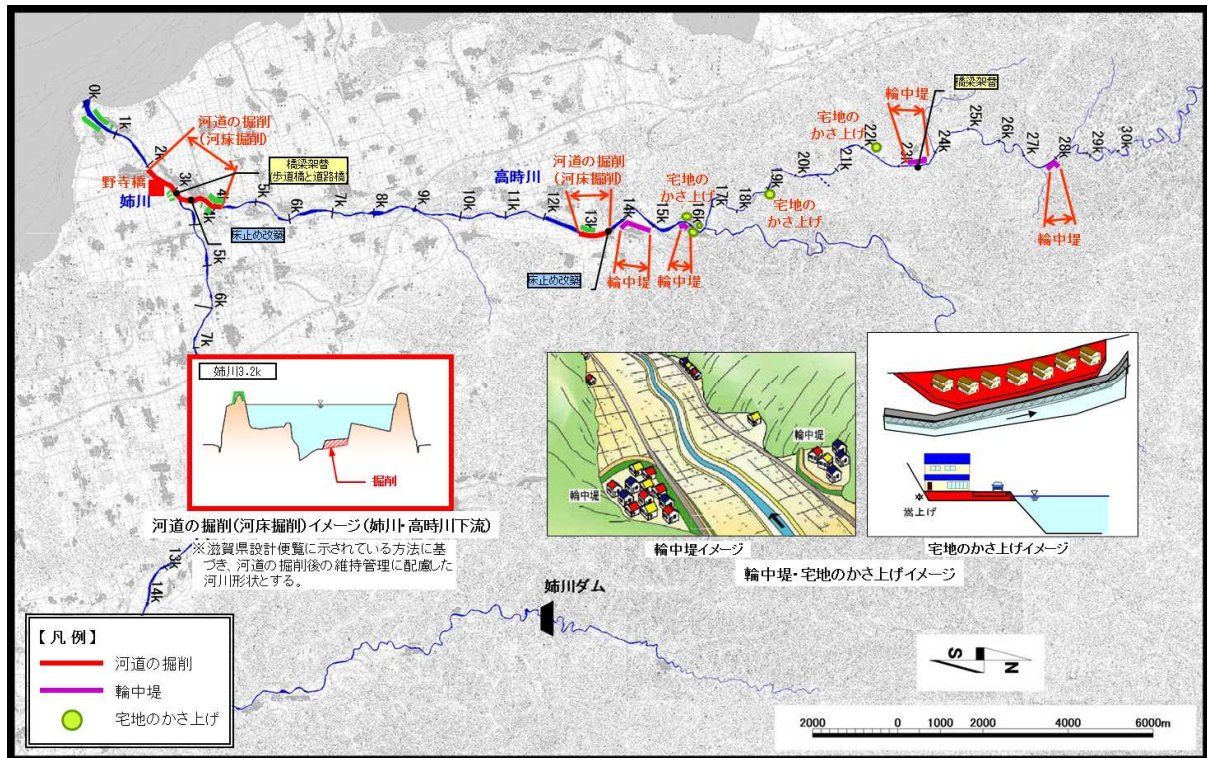 0k
1k
2k
3k
4k
4k
5k
5k
6k
6k
7k
7k
8k
9k
10k
11k
12k
13k
14k
15k
16k
17k
18k
19k
20k
21k
22k
23k
24k
25k
26k
27k
28k
29k
30k
13k
14k
河道の掘削
(河床掘削)
橋梁架替
(歩道橋と道路橋)
野寺橋
姉川
床止め改築
高時川
河道の掘削
(河床掘削)
床止め改築
輪中堤
輪中堤
宅地の
かさ上げ
宅地の
かさ上げ
宅地の
かさ上げ
輪中堤
橋梁架替
輪中堤
姉川3.2k
掘削
河道の掘削(河床掘削)イメージ(姉川・高時川下流)
※滋賀県設計便覧に示されている方法に基
づき、河道の掘削後の維持管理に配慮した
河川形状とする。
輪中堤
輪中堤
輪中堤イメージ
嵩上げ
宅地のかさ上げイメージ
輪中堤・宅地のかさ上げイメージ
姉川ダム
【凡例】
河道の掘削
輪中堤
宅地のかさ上げ
S
N
2000 0 1000 2000 4000 6000m